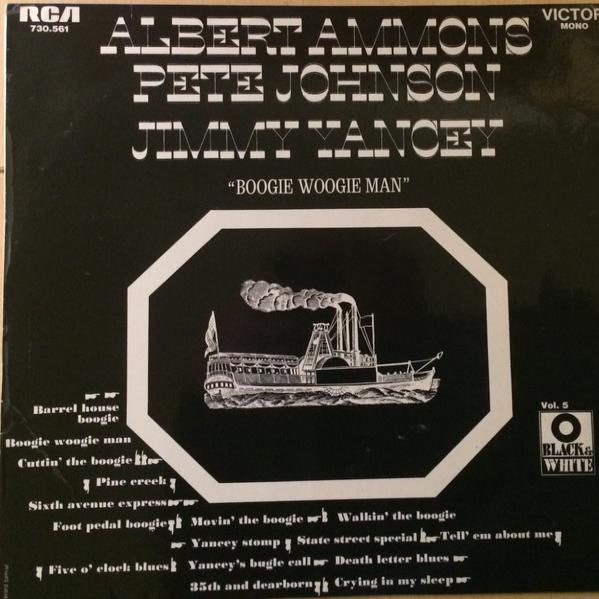 RCA
730.561
VICTOR
MONO
ALBERT AMMONS
PETE JOHNSON
JIMMY YANCEY
“BOOGIE WOOGIE MAN”
Vol. 5
BLACK &
WHITE
Barrel house
boogie
Boogie woogie man
Cuttin' the boogie
Pine creek
Sixth avenue express
Foot pedal boogie Movin' the boogie Walkin' the boogie
Yancey stomp State street special Tell' em about me
Five o' clock blues Yancey's bugle call Death letter blues
35th and dearborn Crying in my sleep